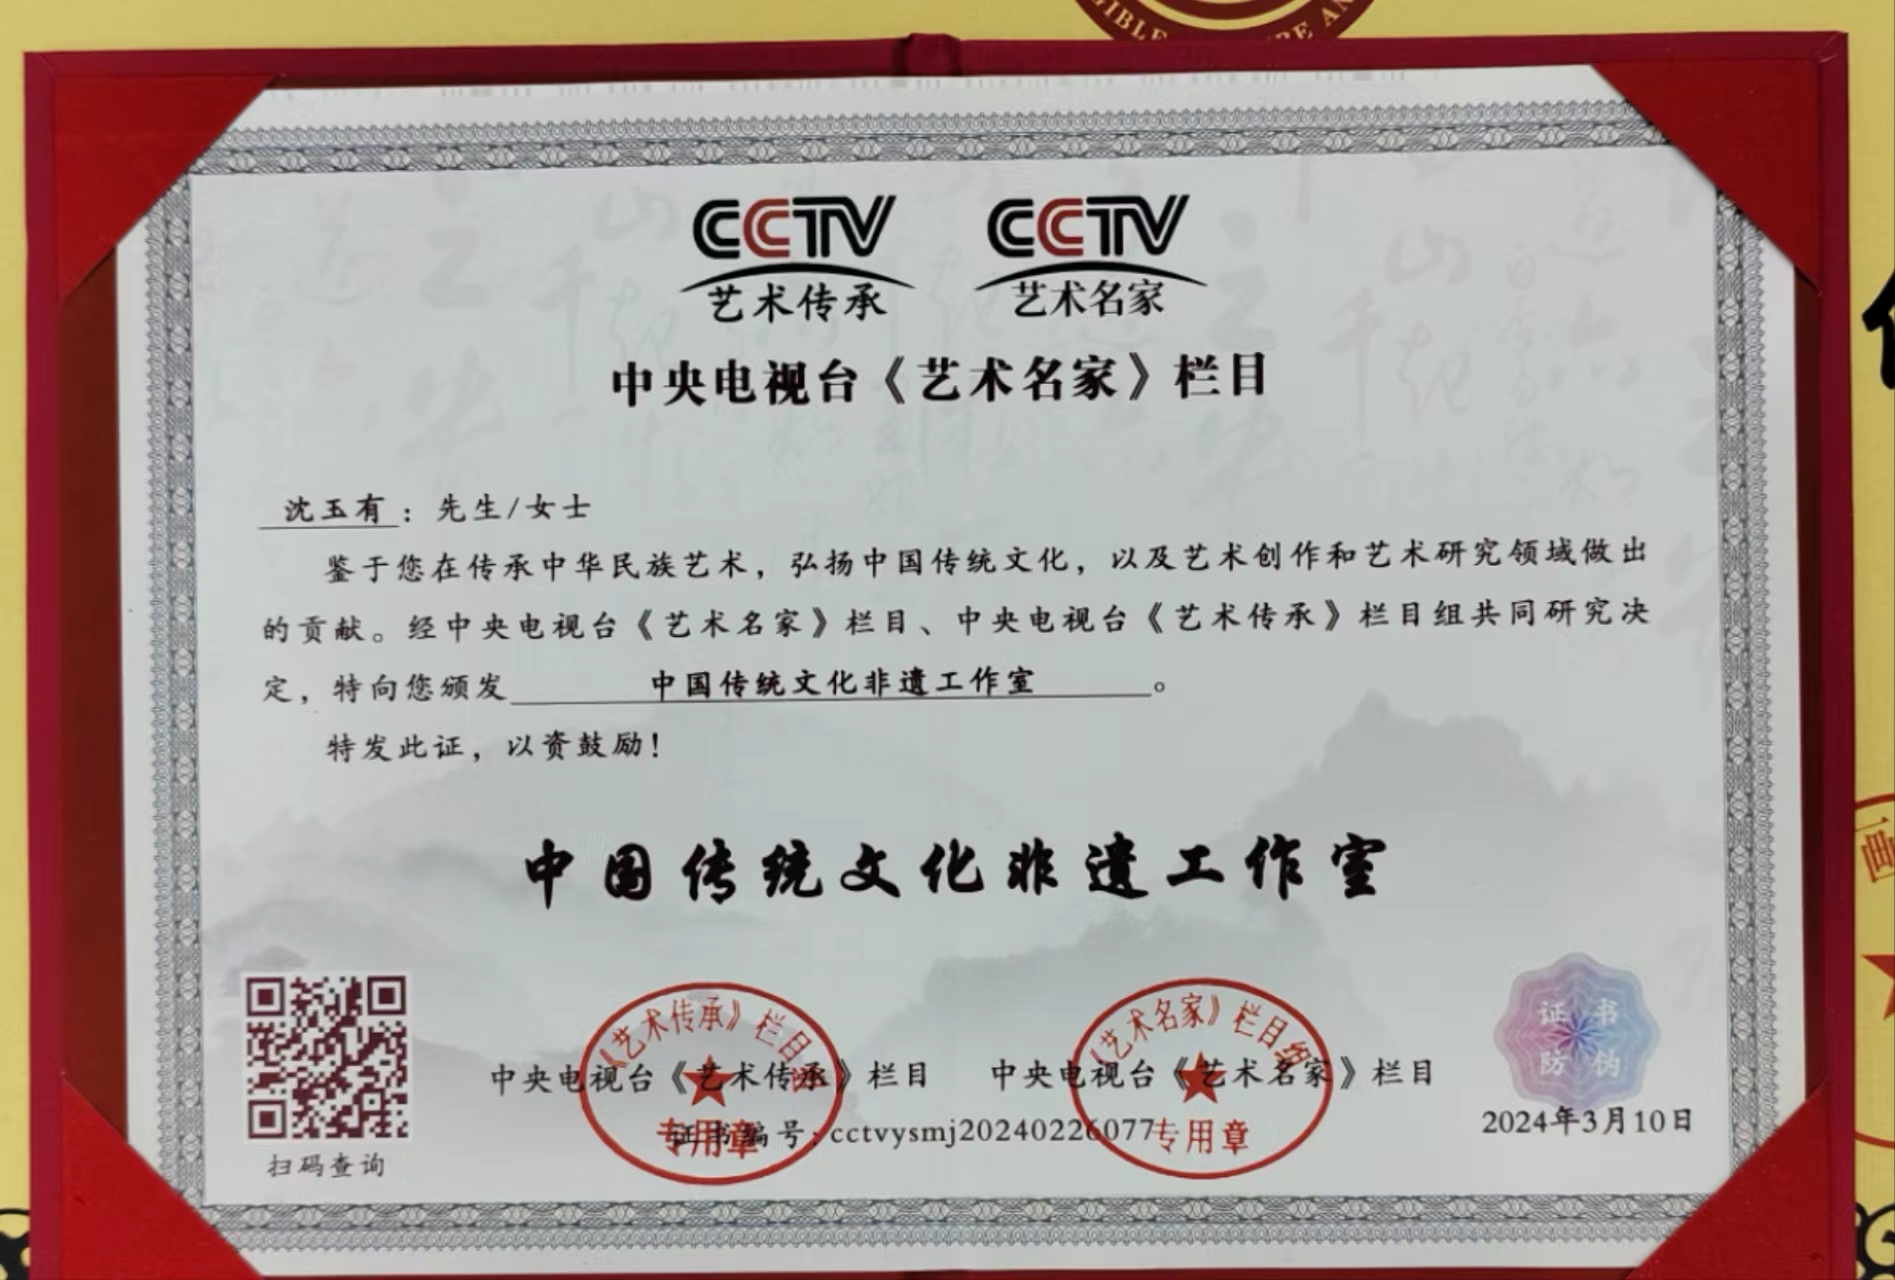 CCTV CCTV
艺术传承 艺术名家
中央电视台《艺术名家》栏目
沈玉有：先生/女士
鉴于您在传承中华民族艺术，弘扬中国传统文化，以及艺术创作和艺术研究领域做出
的贡献。经中央电视台《艺术名家》栏目、中央电视台《艺术传承》栏目组共同研究决
定，特向您颁发 中国传统文化非遗工作室 。
特发此证，以资鼓励！
中国传统文化非遗工作室
《艺术传承》栏目组
《艺术名家》栏目组
证书
防伪
中央电视台《艺术传承》栏目 中央电视台《艺术名家》栏目
证书编号：cctvysmj20240226077
专用章
专用章
2024年3月10日
扫码查询